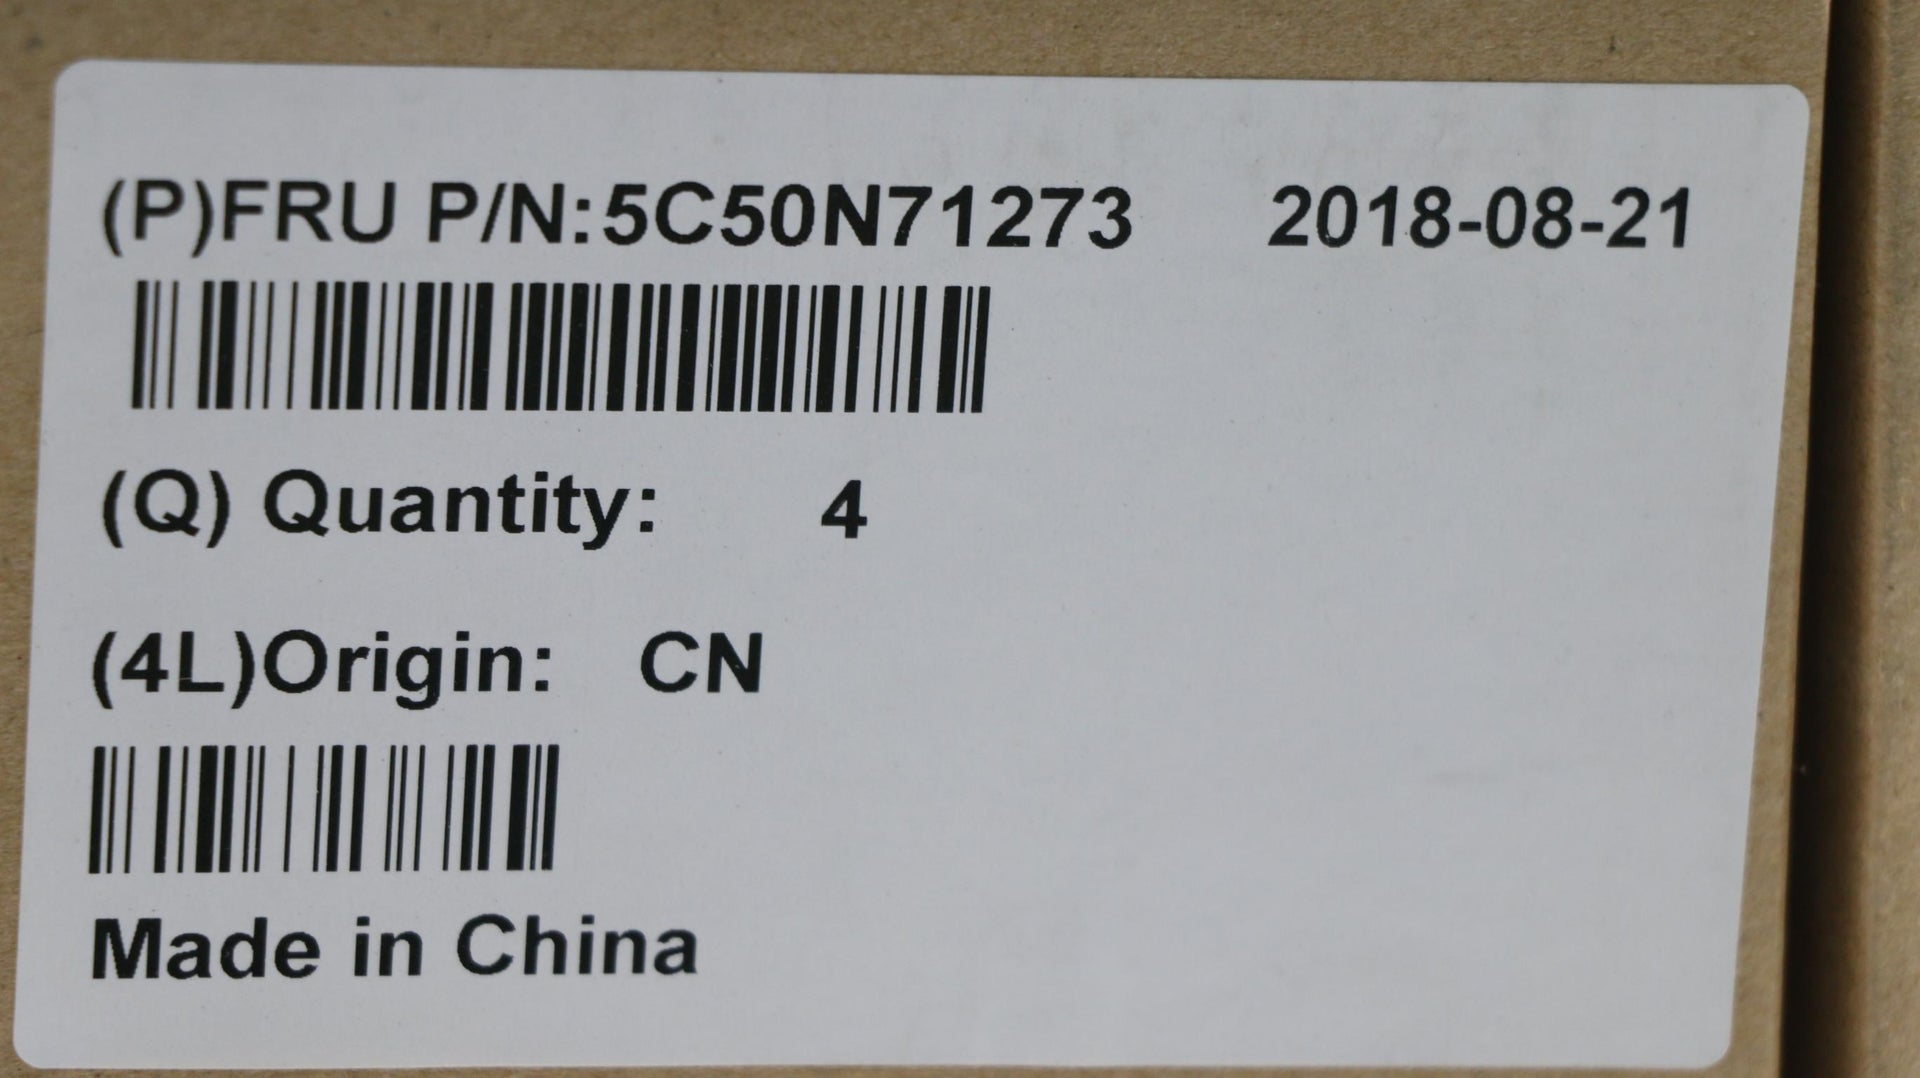 (P)FRU P/N:5C50N71273 2018-08-21
(Q) Quantity: 4
(4L)Origin: CN
Made in China